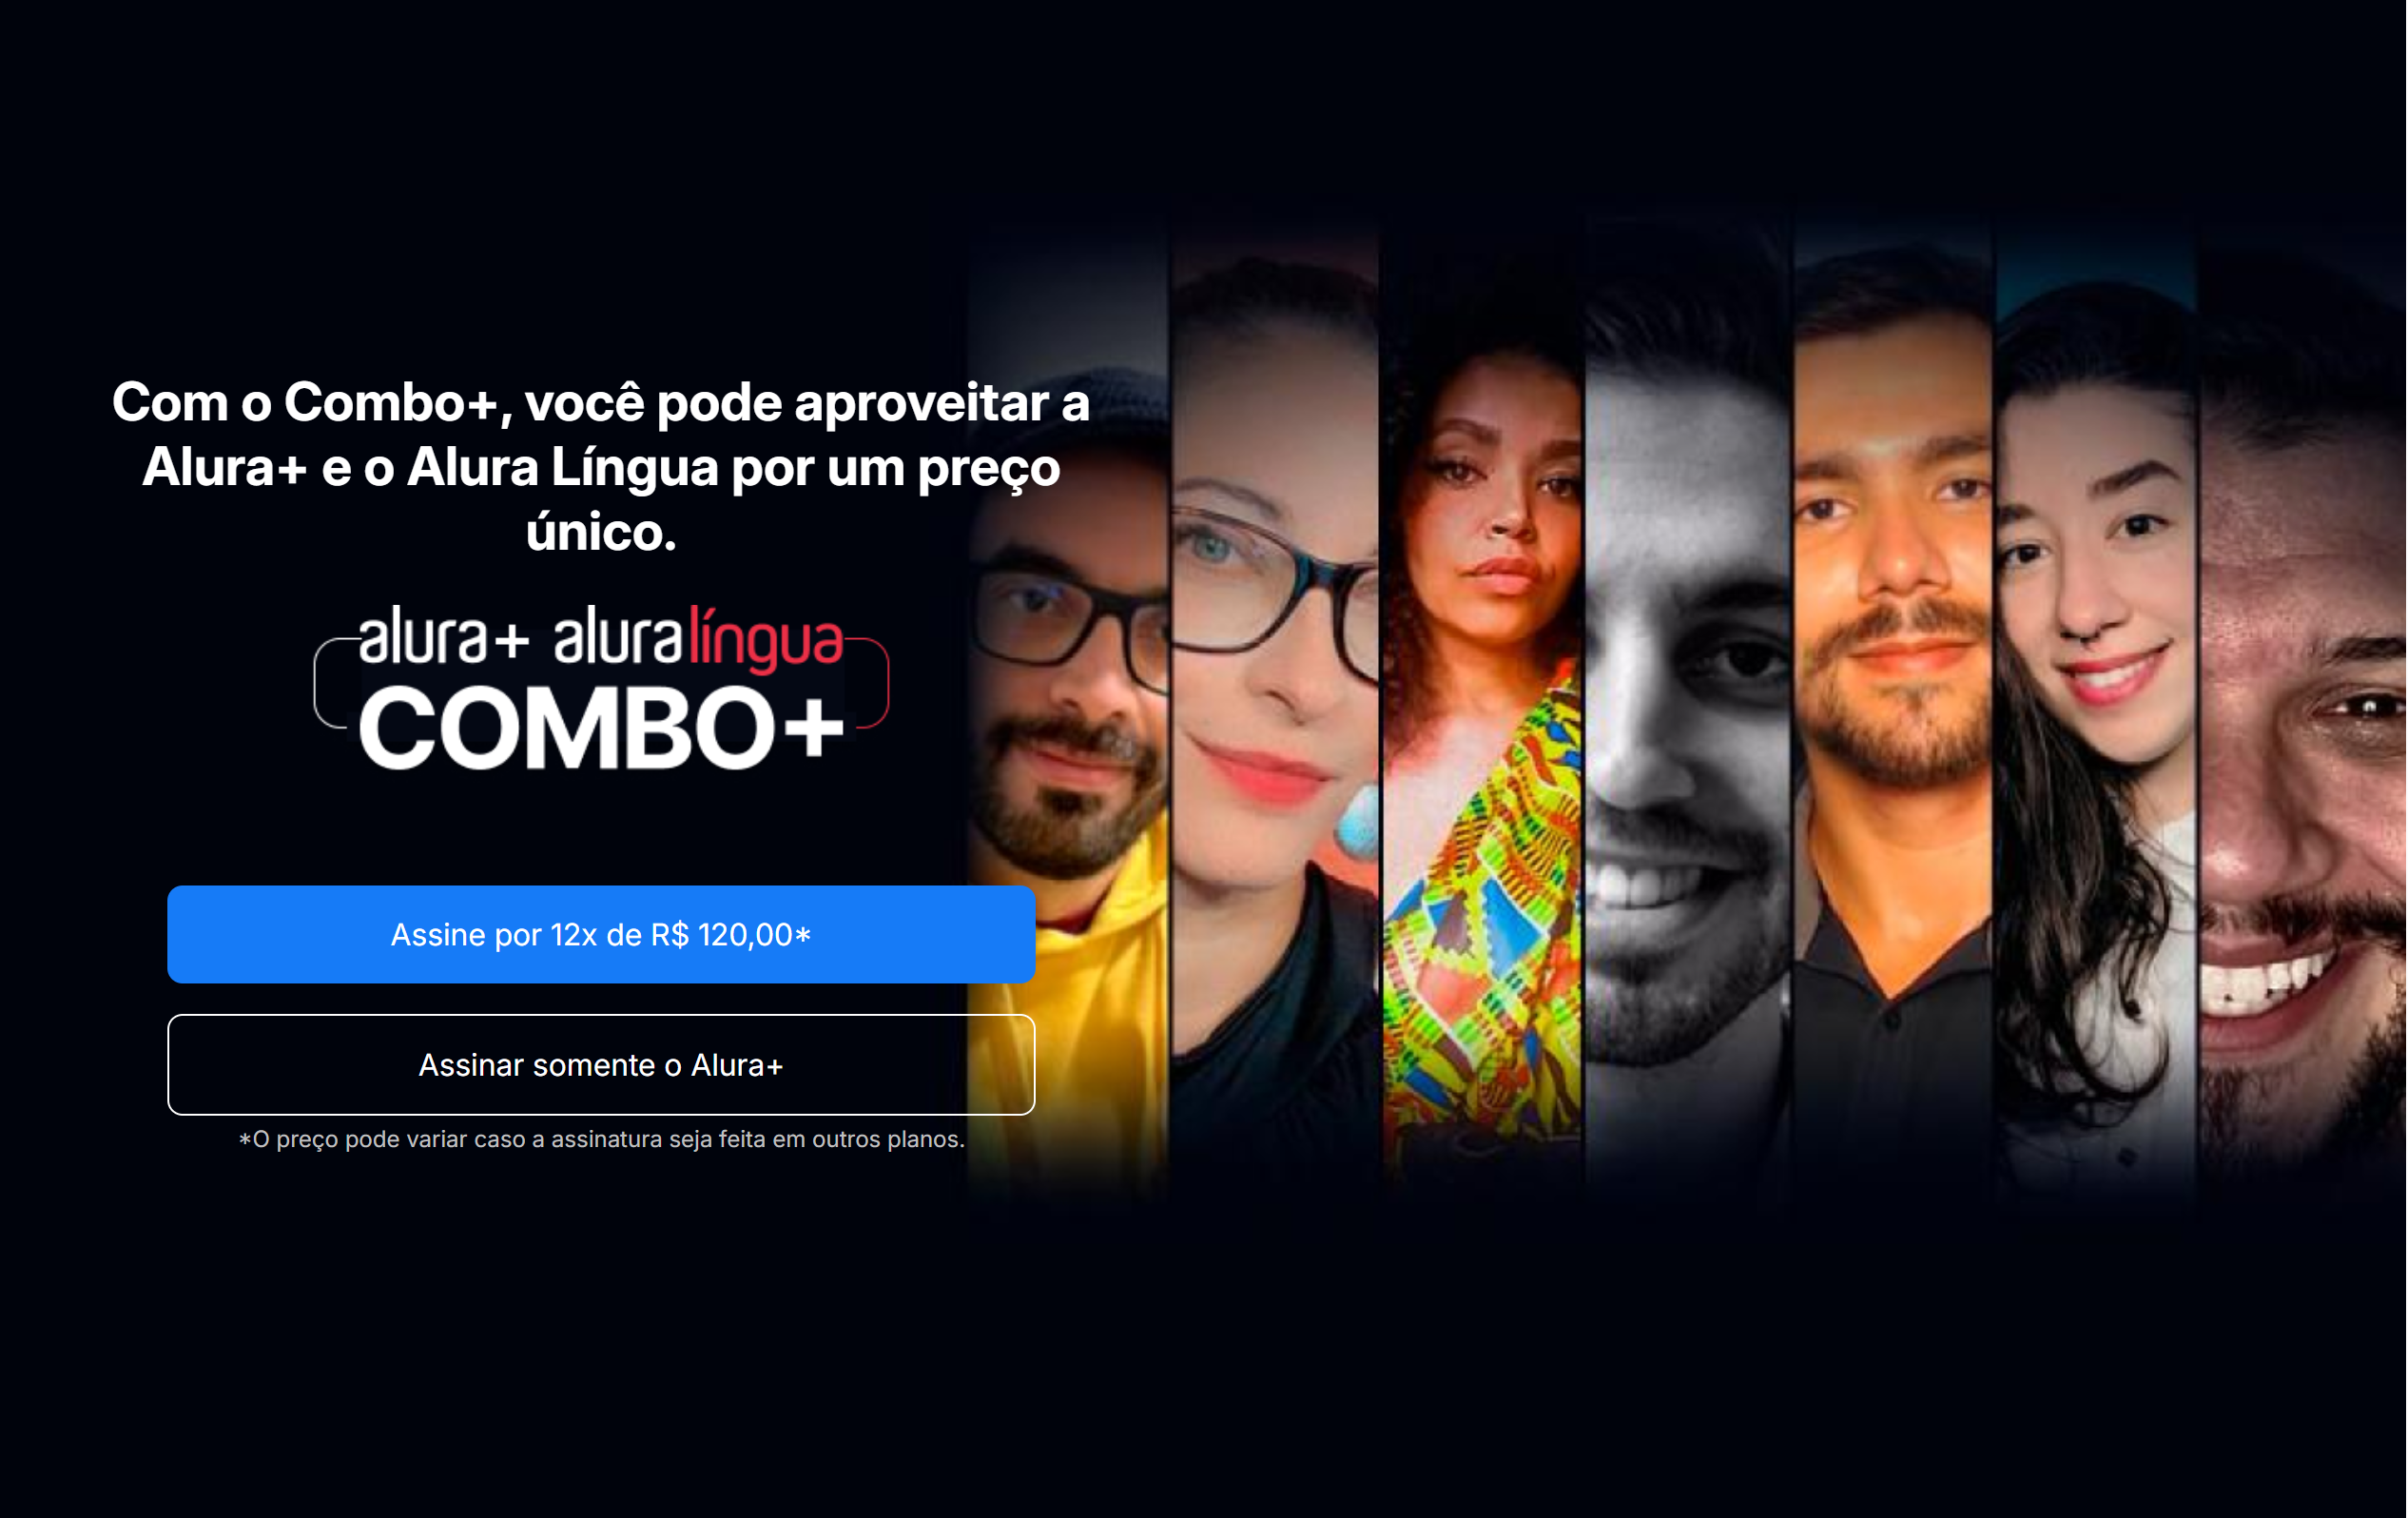 Com o Combo+, você pode aproveitar a
Alura+ e o Alura Língua por um preço
único.
alura+ aluralíngua
COMBO+
Assine por 12x de R$ 120,00*
Assinar somente o Alura+
*O preço pode variar caso a assinatura seja feita em outros planos.